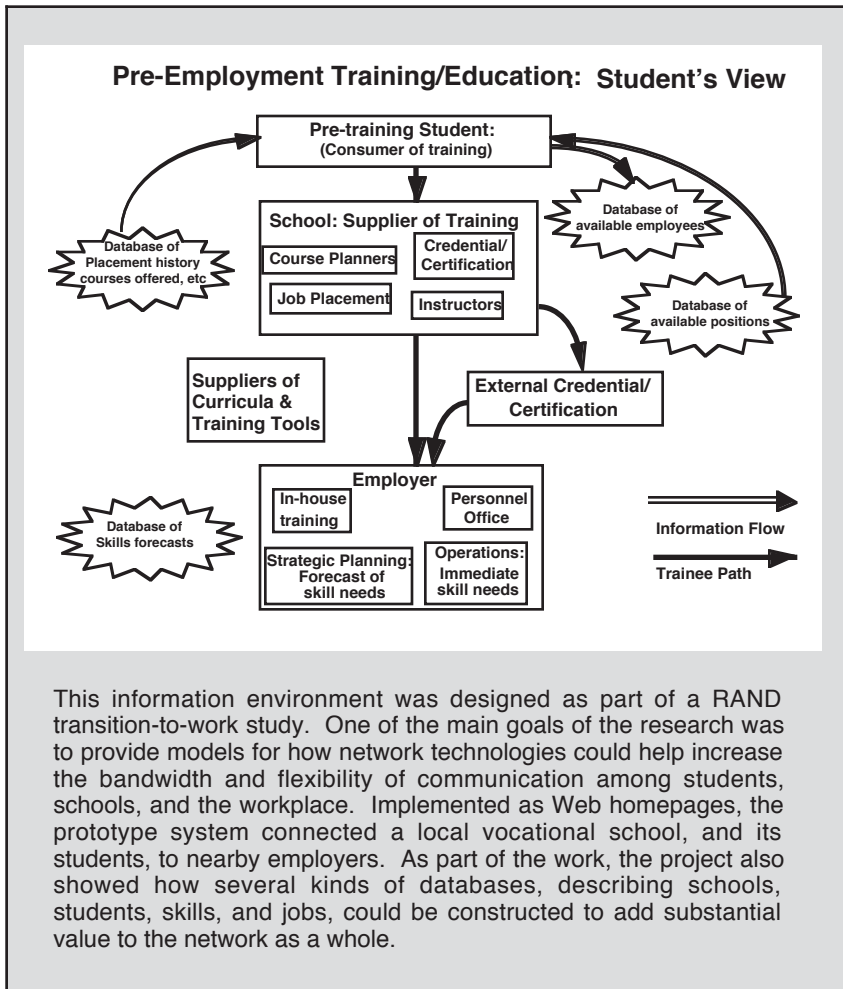 Pre-Employment Training/Education: Student's View
Pre-training Student:
(Consumer of training)
School: Supplier of Training
Course Planners
Credential/
Certification
Job Placement
Instructors
Database of
Placement history
courses offered, etc
Database of
available employees
Database of
available positions
Suppliers of
Curricula &
Training Tools
External Credential/
Certification
Employer
In-house
training
Personnel
Office
Strategic Planning:
Forecast of
skill needs
Operations:
Immediate
skill needs
Database of
Skills forecasts
Information Flow
Trainee Path
This information environment was designed as part of a RAND
transition-to-work study. One of the main goals of the research was
to provide models for how network technologies could help increase
the bandwidth and flexibility of communication among students,
schools, and the workplace. Implemented as Web homepages, the
prototype system connected a local vocational school, and its
students, to nearby employers. As part of the work, the project also
showed how several kinds of databases, describing schools,
students, skills, and jobs, could be constructed to add substantial
value to the network as a whole.